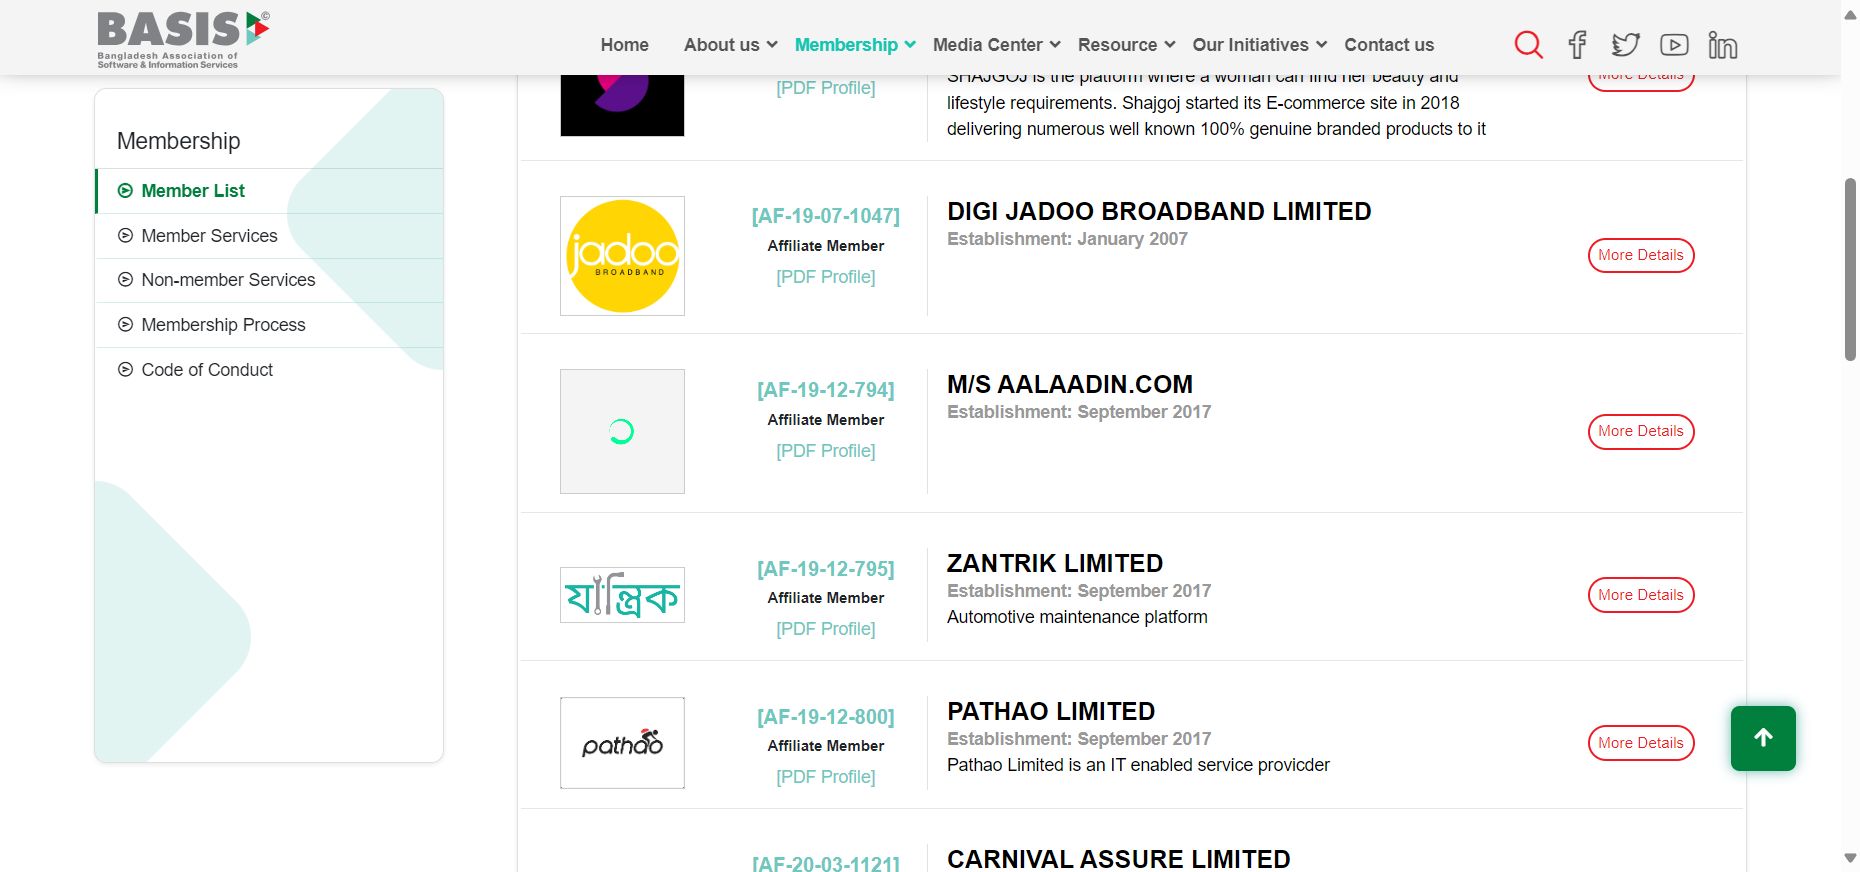 BASIS
©
Bangladesh Association of
Software & Information Services
Home About us Membership Media Center Resource Our Initiatives Contact us
Membership
Member List
Member Services
Non-member Services
Membership Process
Code of Conduct
[PDF Profile]
SHAJGOJ is the platform where a woman can find her beauty and
lifestyle requirements. Shajgoj started its E-commerce site in 2018
delivering numerous well known 100% genuine branded products to it
More Details
jadoo
BROADBAND
[AF-19-07-1047]
Affiliate Member
[PDF Profile]
DIGI JADOO BROADBAND LIMITED
Establishment: January 2007
More Details
[AF-19-12-794]
Affiliate Member
[PDF Profile]
M/S AALAADIN.COM
Establishment: September 2017
More Details
যান্ত্রিক
[AF-19-12-795]
Affiliate Member
[PDF Profile]
ZANTRIK LIMITED
Establishment: September 2017
Automotive maintenance platform
More Details
pathao
[AF-19-12-800]
Affiliate Member
[PDF Profile]
PATHAO LIMITED
Establishment: September 2017
Pathao Limited is an IT enabled service provicder
More Details
[AF-20-03-1121]
CARNIVAL ASSURE LIMITED